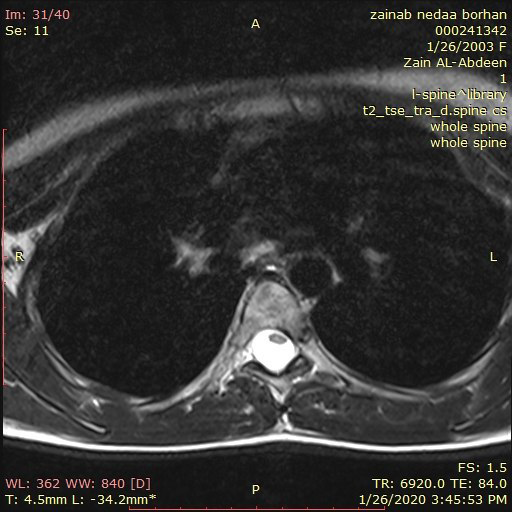 Im: 31/40
Se: 11
A
zainab nedaa borhan
000241342
1/26/2003 F
Zain AL-Abdeen
1
l-spine^library
t2_tse_tra_d.spine cs
whole spine
whole spine
R
L
WL: 362 WW: 840 [D]
T: 4.5mm L: -34.2mm*
P
FS: 1.5
TR: 6920.0 TE: 84.0
1/26/2020 3:45:53 PM